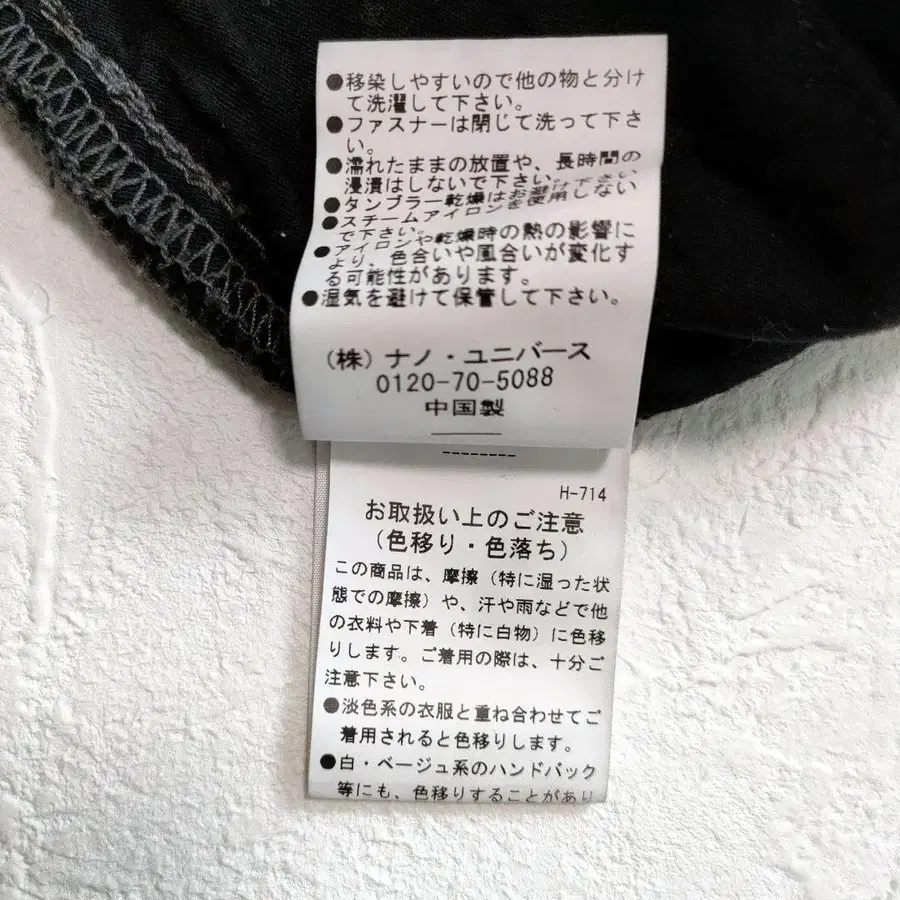 ●移染しやすいので他の物と分け
て洗濯して下さい。
●ファスナーは閉じて洗って下さ
い。
●濡れたままの放置や、長時間の
浸漬はしないで下さい。
●タンブラー乾燥はお避け下さい
●スチームアイロンを使用しない
で下さい。
●アイロンや乾燥時の熱の影響に
より、色合いや風合いが変化す
る可能性があります。
●湿気を避けて保管して下さい。
(株)ナノ・ユニバース
0120-70-5088
中国製
--------
H-714
お取扱い上のご注意
(色移り・色落ち)
この商品は、摩擦(特に湿った状
態での摩擦)や、汗や雨などで他
の衣料や下着(特に白物)に色移
りします。ご着用の際は、十分ご
注意下さい。
●淡色系の衣服と重ね合わせてご
着用されると色移りします。
●白・ベージュ系のハンドバック
等にも、色移りすることがあり